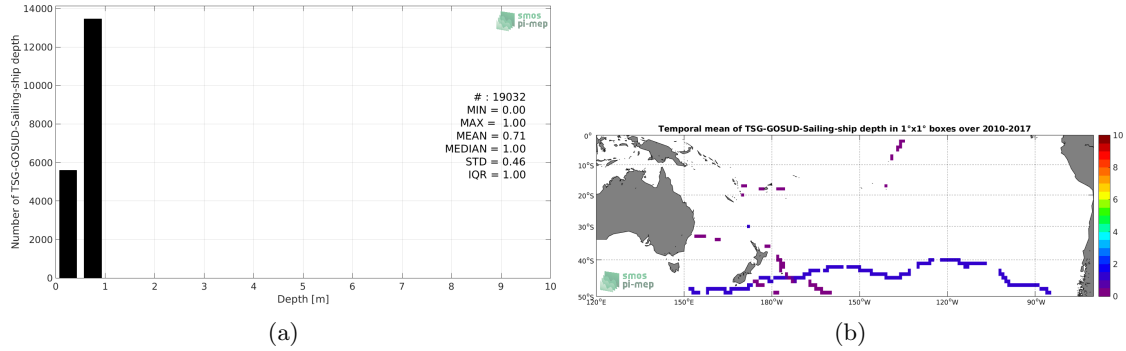 14000
12000
10000
8000
6000
4000
2000
0
Number of TSG-GOSUD-Sailing-ship depth
0 1 2 3 4 5 6 7 8 9 10
Depth [m]
smos
pi-mep
# : 19032
MIN = 0.00
MAX = 1.00
MEAN = 0.71
MEDIAN = 1.00
STD = 0.46
IQR = 1.00
(a)
Temporal mean of TSG-GOSUD-Sailing-ship depth in 1°x1° boxes over 2010-2017
0°
10°S
20°S
30°S
40°S
50°S
120°E 150°E 180°W 150°W 120°W 90°W
smos
pi-mep
10
8
6
4
2
0
(b)